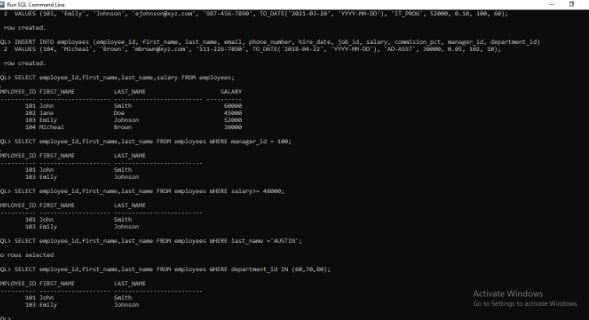 Run SQL Command Line
2  VALUES (103, 'Emily', 'Johnson', 'ejohnson@xyz.com', '987-456-7890', TO_DATE('2021-03-20', 'YYYY-MM-DD'), 'IT_PROG', 52000, 0.10, 100, 60);
row created.
QL> INSERT INTO employees (employee_id, first_name, last_name, email, phone_number, hire_date, job_id, salary, commision_pct, manager_id, department_id)
2  VALUES (104, 'Micheal', 'Brown', 'mbrown@xyz.com', '111-226-7890', TO_DATE('2018-04-22', 'YYYY-MM-DD'), 'AD-ASST', 30000, 0.05, 102, 50);
row created.
QL> SELECT employee_id,first_name,last_name,salary FROM employees;
MPLOYEE_ID FIRST_NAME LAST_NAME SALARY
---------- -------------------- ------------------------- ----------
101 John Smith 60000
102 Jane Doe 45000
103 Emily Johnson 52000
104 Micheal Brown 30000
QL> SELECT employee_id,first_name,last_name FROM employees WHERE manager_id = 100;
MPLOYEE_ID FIRST_NAME LAST_NAME
---------- -------------------- -------------------------
101 John Smith
103 Emily Johnson
QL> SELECT employee_id,first_name,last_name FROM employees WHERE salary>= 48000;
MPLOYEE_ID FIRST_NAME LAST_NAME
---------- -------------------- -------------------------
101 John Smith
103 Emily Johnson
QL> SELECT employee_id,first_name,last_name FROM employees WHERE last_name ='AUSTIN';
o rows selected
QL> SELECT employee_id,first_name,last_name FROM employees WHERE department_id IN (60,70,80);
MPLOYEE_ID FIRST_NAME LAST_NAME
---------- -------------------- -------------------------
101 John Smith
103 Emily Johnson
QL>
Activate Windows
Go to Settings to activate Windows.